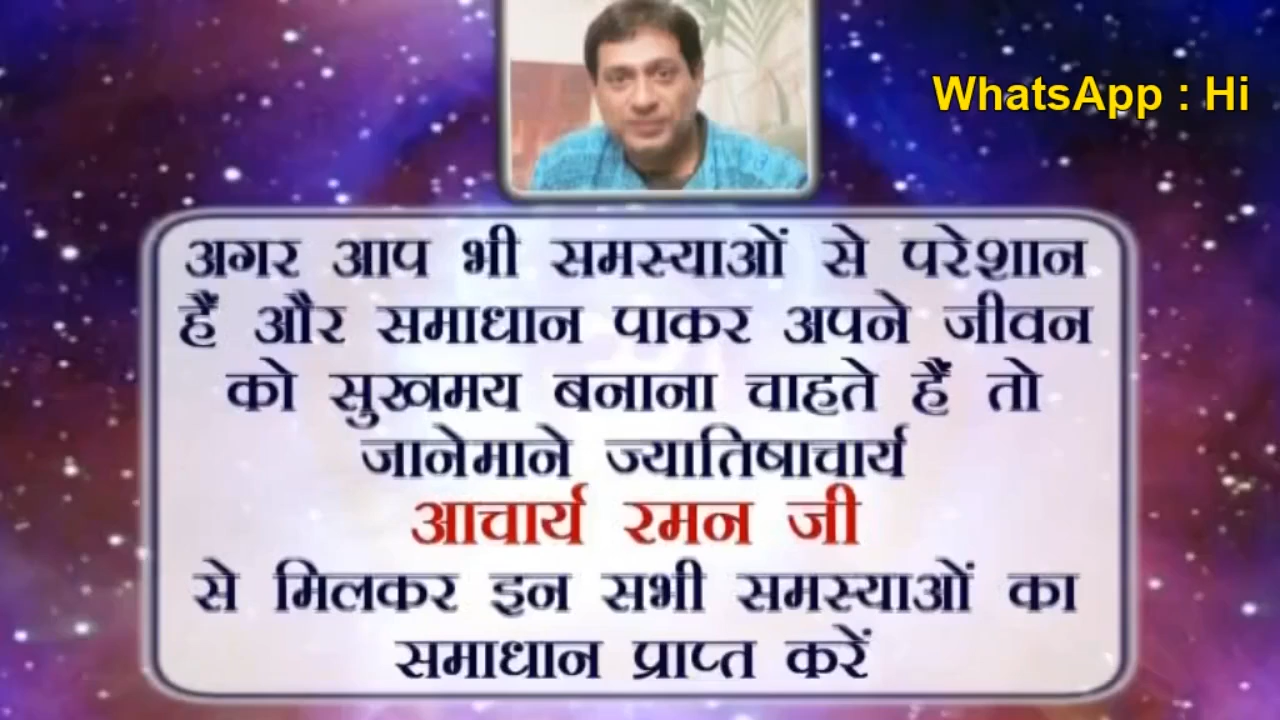 WhatsApp : Hi
अगर आप भी समस्याओं से परेशान
हैं और समाधान पाकर अपने जीवन
को सुखमय बनाना चाहते हैं तो
जानेमाने ज्यातिषाचार्य
आचार्य रमन जी
से मिलकर इन सभी समस्याओं का
समाधान प्राप्त करें